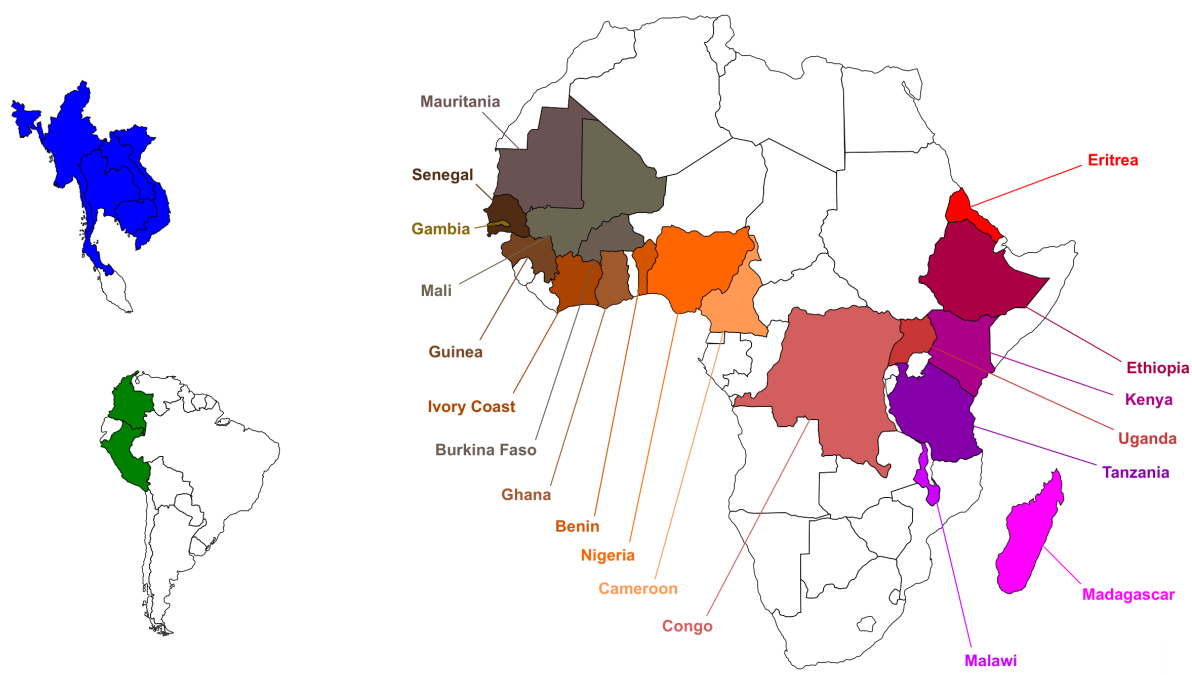 Mauritania
Senegal
Gambia
Mali
Guinea
Ivory Coast
Burkina Faso
Ghana
Benin
Nigeria
Cameroon
Congo
Eritrea
Ethiopia
Kenya
Uganda
Tanzania
Madagascar
Malawi